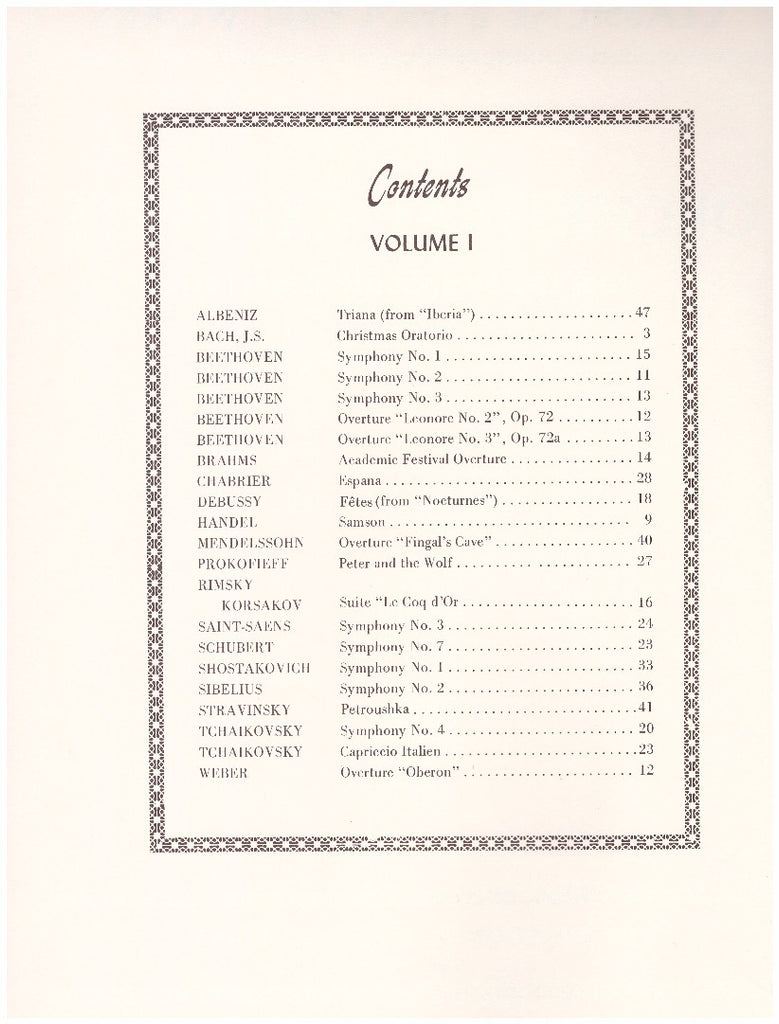 Contents
VOLUME I
ALBENIZ Triana (from "Iberia") . . . . . . . . . . . . . . . . . . . . 47
BACH, J.S. Christmas Oratorio . . . . . . . . . . . . . . . . . . . . . . . 3
BEETHOVEN Symphony No. 1 . . . . . . . . . . . . . . . . . . . . . . . . 15
BEETHOVEN Symphony No. 2 . . . . . . . . . . . . . . . . . . . . . . . . 11
BEETHOVEN Symphony No. 3 . . . . . . . . . . . . . . . . . . . . . . . . 13
BEETHOVEN Overture "Leonore No. 2", Op. 72 . . . . . . . . . . 12
BEETHOVEN Overture "Leonore No. 3", Op. 72a . . . . . . . . . 13
BRAHMS Academic Festival Overture . . . . . . . . . . . . . . . . 14
CHABRIER Espana . . . . . . . . . . . . . . . . . . . . . . . . . . . . . . . . 28
DEBUSSY Fêtes (from "Nocturnes") . . . . . . . . . . . . . . . . . 18
HANDEL Samson . . . . . . . . . . . . . . . . . . . . . . . . . . . . . . . 9
MENDELSSOHN Overture "Fingal's Cave" . . . . . . . . . . . . . . . . . . 40
PROKOFIEFF Peter and the Wolf . . . . . . . . . . . . . . . . . . . . . . 27
RIMSKY
KORSAKOV Suite "Le Coq d'Or . . . . . . . . . . . . . . . . . . . . . . 16
SAINT-SAENS Symphony No. 3 . . . . . . . . . . . . . . . . . . . . . . . . 24
SCHUBERT Symphony No. 7 . . . . . . . . . . . . . . . . . . . . . . . . 23
SHOSTAKOVICH Symphony No. 1 . . . . . . . . . . . . . . . . . . . . . . . . 33
SIBELIUS Symphony No. 2 . . . . . . . . . . . . . . . . . . . . . . . . 36
STRAVINSKY Petroushka . . . . . . . . . . . . . . . . . . . . . . . . . . . . . 41
TCHAIKOVSKY Symphony No. 4 . . . . . . . . . . . . . . . . . . . . . . . . 20
TCHAIKOVSKY Capriccio Italien . . . . . . . . . . . . . . . . . . . . . . . . . 23
WEBER Overture "Oberon" . . . . . . . . . . . . . . . . . . . . . . 12